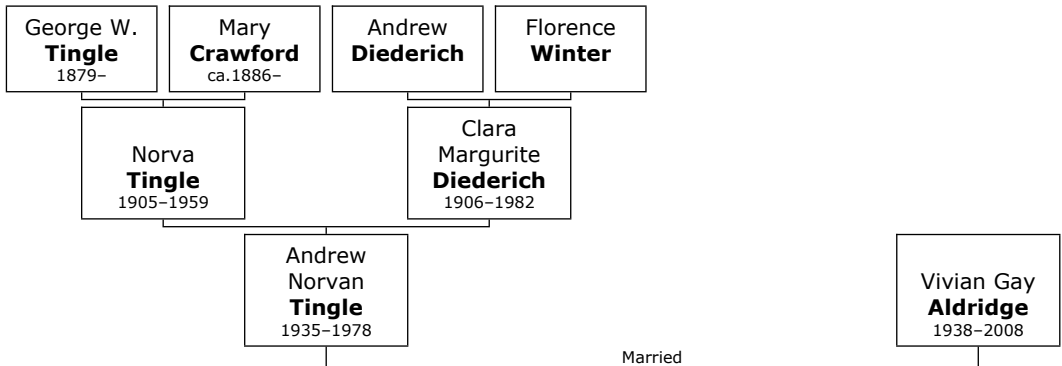 George W.
Tingle
1879–
Mary
Crawford
ca.1886–
Andrew
Diederich
Florence
Winter
Norva
Tingle
1905–1959
Clara
Margurite
Diederich
1906–1982
Andrew
Norvan
Tingle
1935–1978
Vivian Gay
Aldridge
1938–2008
Married